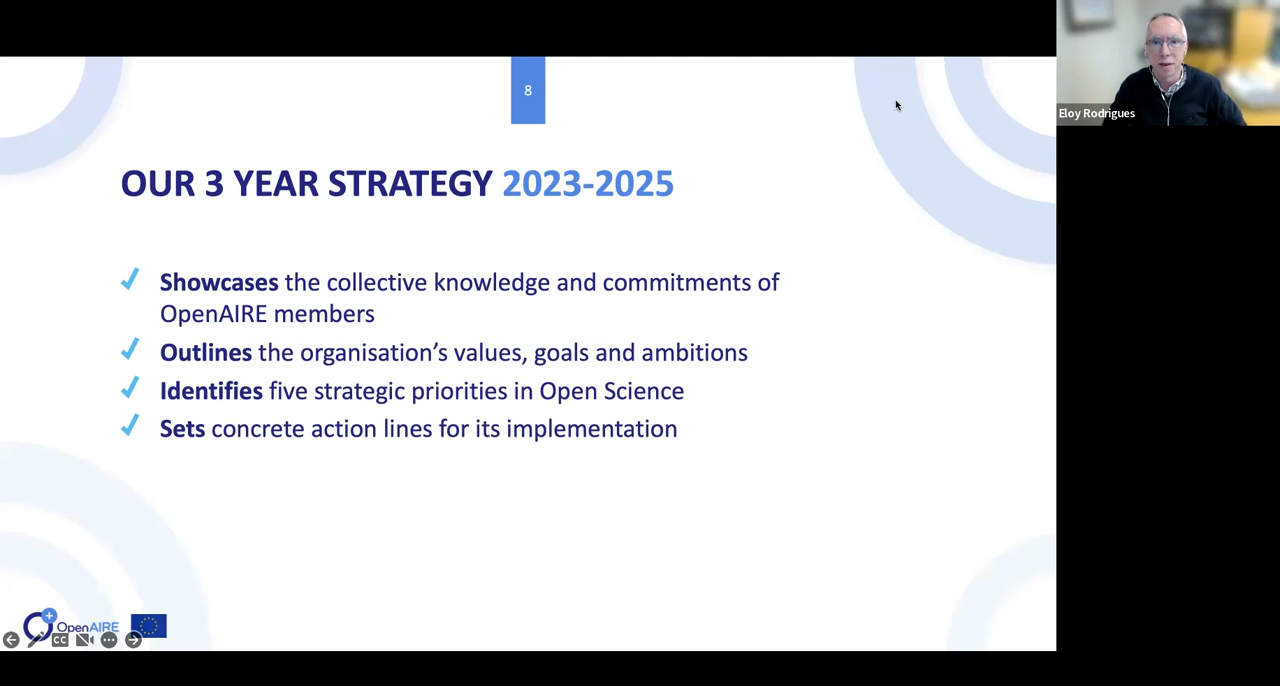 8
Eloy Rodrigues
OUR 3 YEAR STRATEGY 2023-2025
Showcases the collective knowledge and commitments of
OpenAIRE members
Outlines the organisation's values, goals and ambitions
Identifies five strategic priorities in Open Science
Sets concrete action lines for its implementation
OpenAIRE
CC